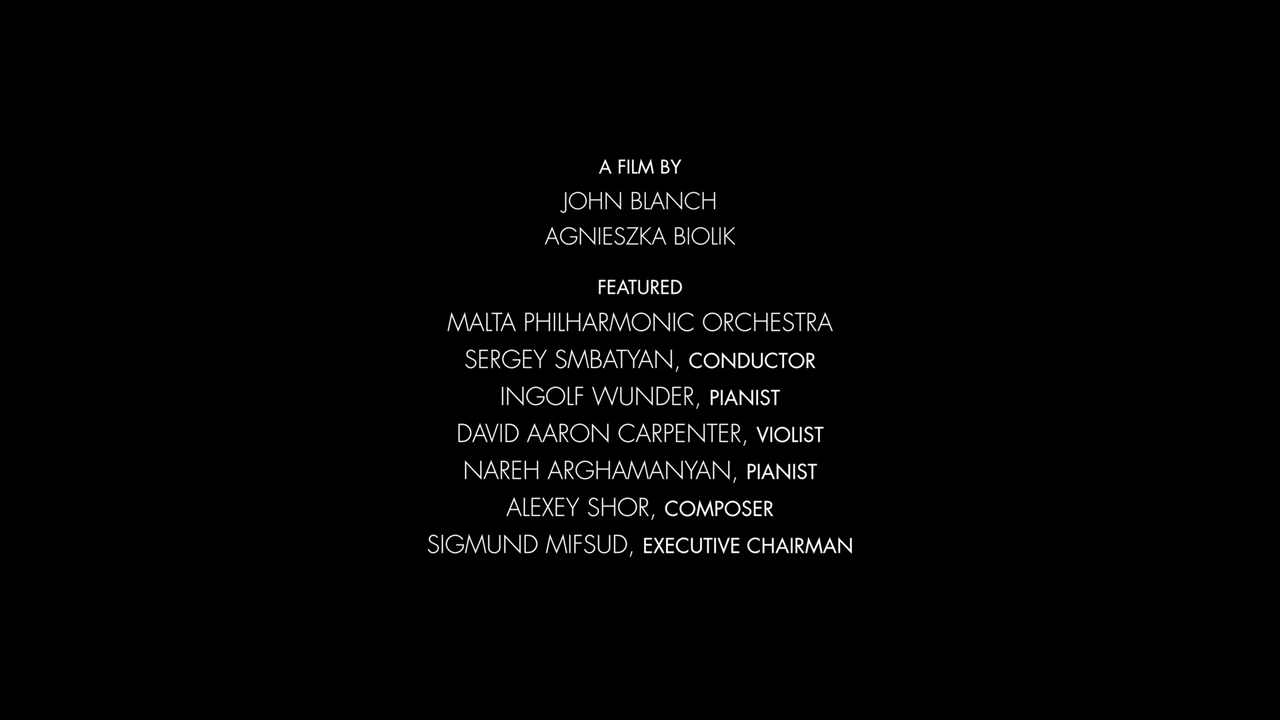 A FILM BY
JOHN BLANCH
AGNIESZKA BIOLIK
FEATURED
MALTA PHILHARMONIC ORCHESTRA
SERGEY SMBATYAN, CONDUCTOR
INGOLF WUNDER, PIANIST
DAVID AARON CARPENTER, VIOLIST
NAREH ARGHAMANYAN, PIANIST
ALEXEY SHOR, COMPOSER
SIGMUND MIFSUD, EXECUTIVE CHAIRMAN